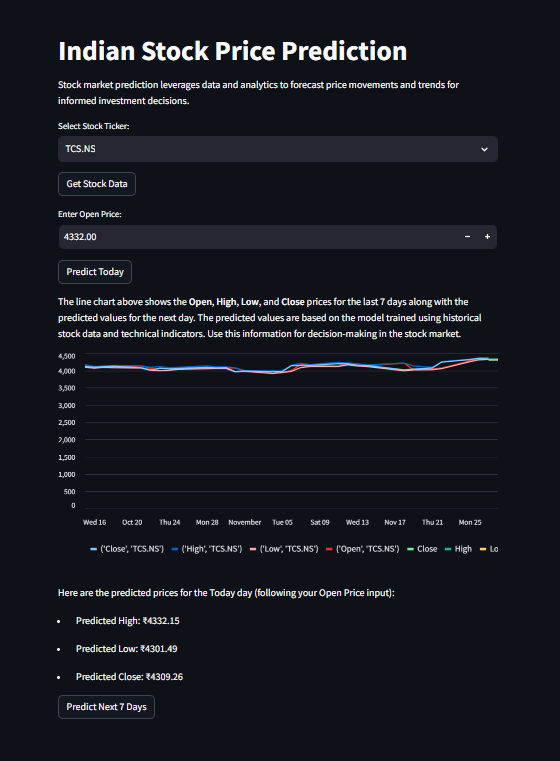 Indian Stock Price Prediction
Stock market prediction leverages data and analytics to forecast price movements and trends for
informed investment decisions.
Select Stock Ticker:
TCS.NS
Get Stock Data
Enter Open Price:
4332.00
Predict Today
The line chart above shows the Open, High, Low, and Close prices for the last 7 days along with the
predicted values for the next day. The predicted values are based on the model trained using historical
stock data and technical indicators. Use this information for decision-making in the stock market.
4,500
4,000
3,500
3,000
2,500
2,000
1,500
1,000
500
0
Wed 16 Oct 20 Thu 24 Mon 28 November Tue 05 Sat 09 Wed 13 Nov 17 Thu 21 Mon 25
('Close', 'TCS.NS') ('High', 'TCS.NS') ('Low', 'TCS.NS') ('Open', 'TCS.NS') Close High Lo
Here are the predicted prices for the Today day (following your Open Price input):
• Predicted High: ₹4332.15
• Predicted Low: ₹4301.49
• Predicted Close: ₹4309.26
Predict Next 7 Days